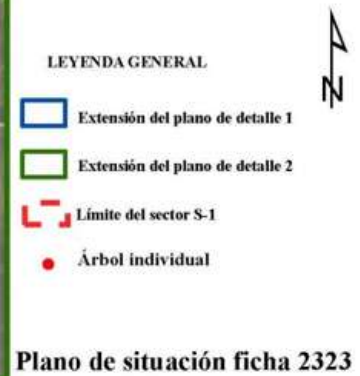 N
LEYENDA GENERAL
Extensión del plano de detalle 1
Extensión del plano de detalle 2
Límite del sector S-1
Árbol individual
Plano de situación ficha 2323